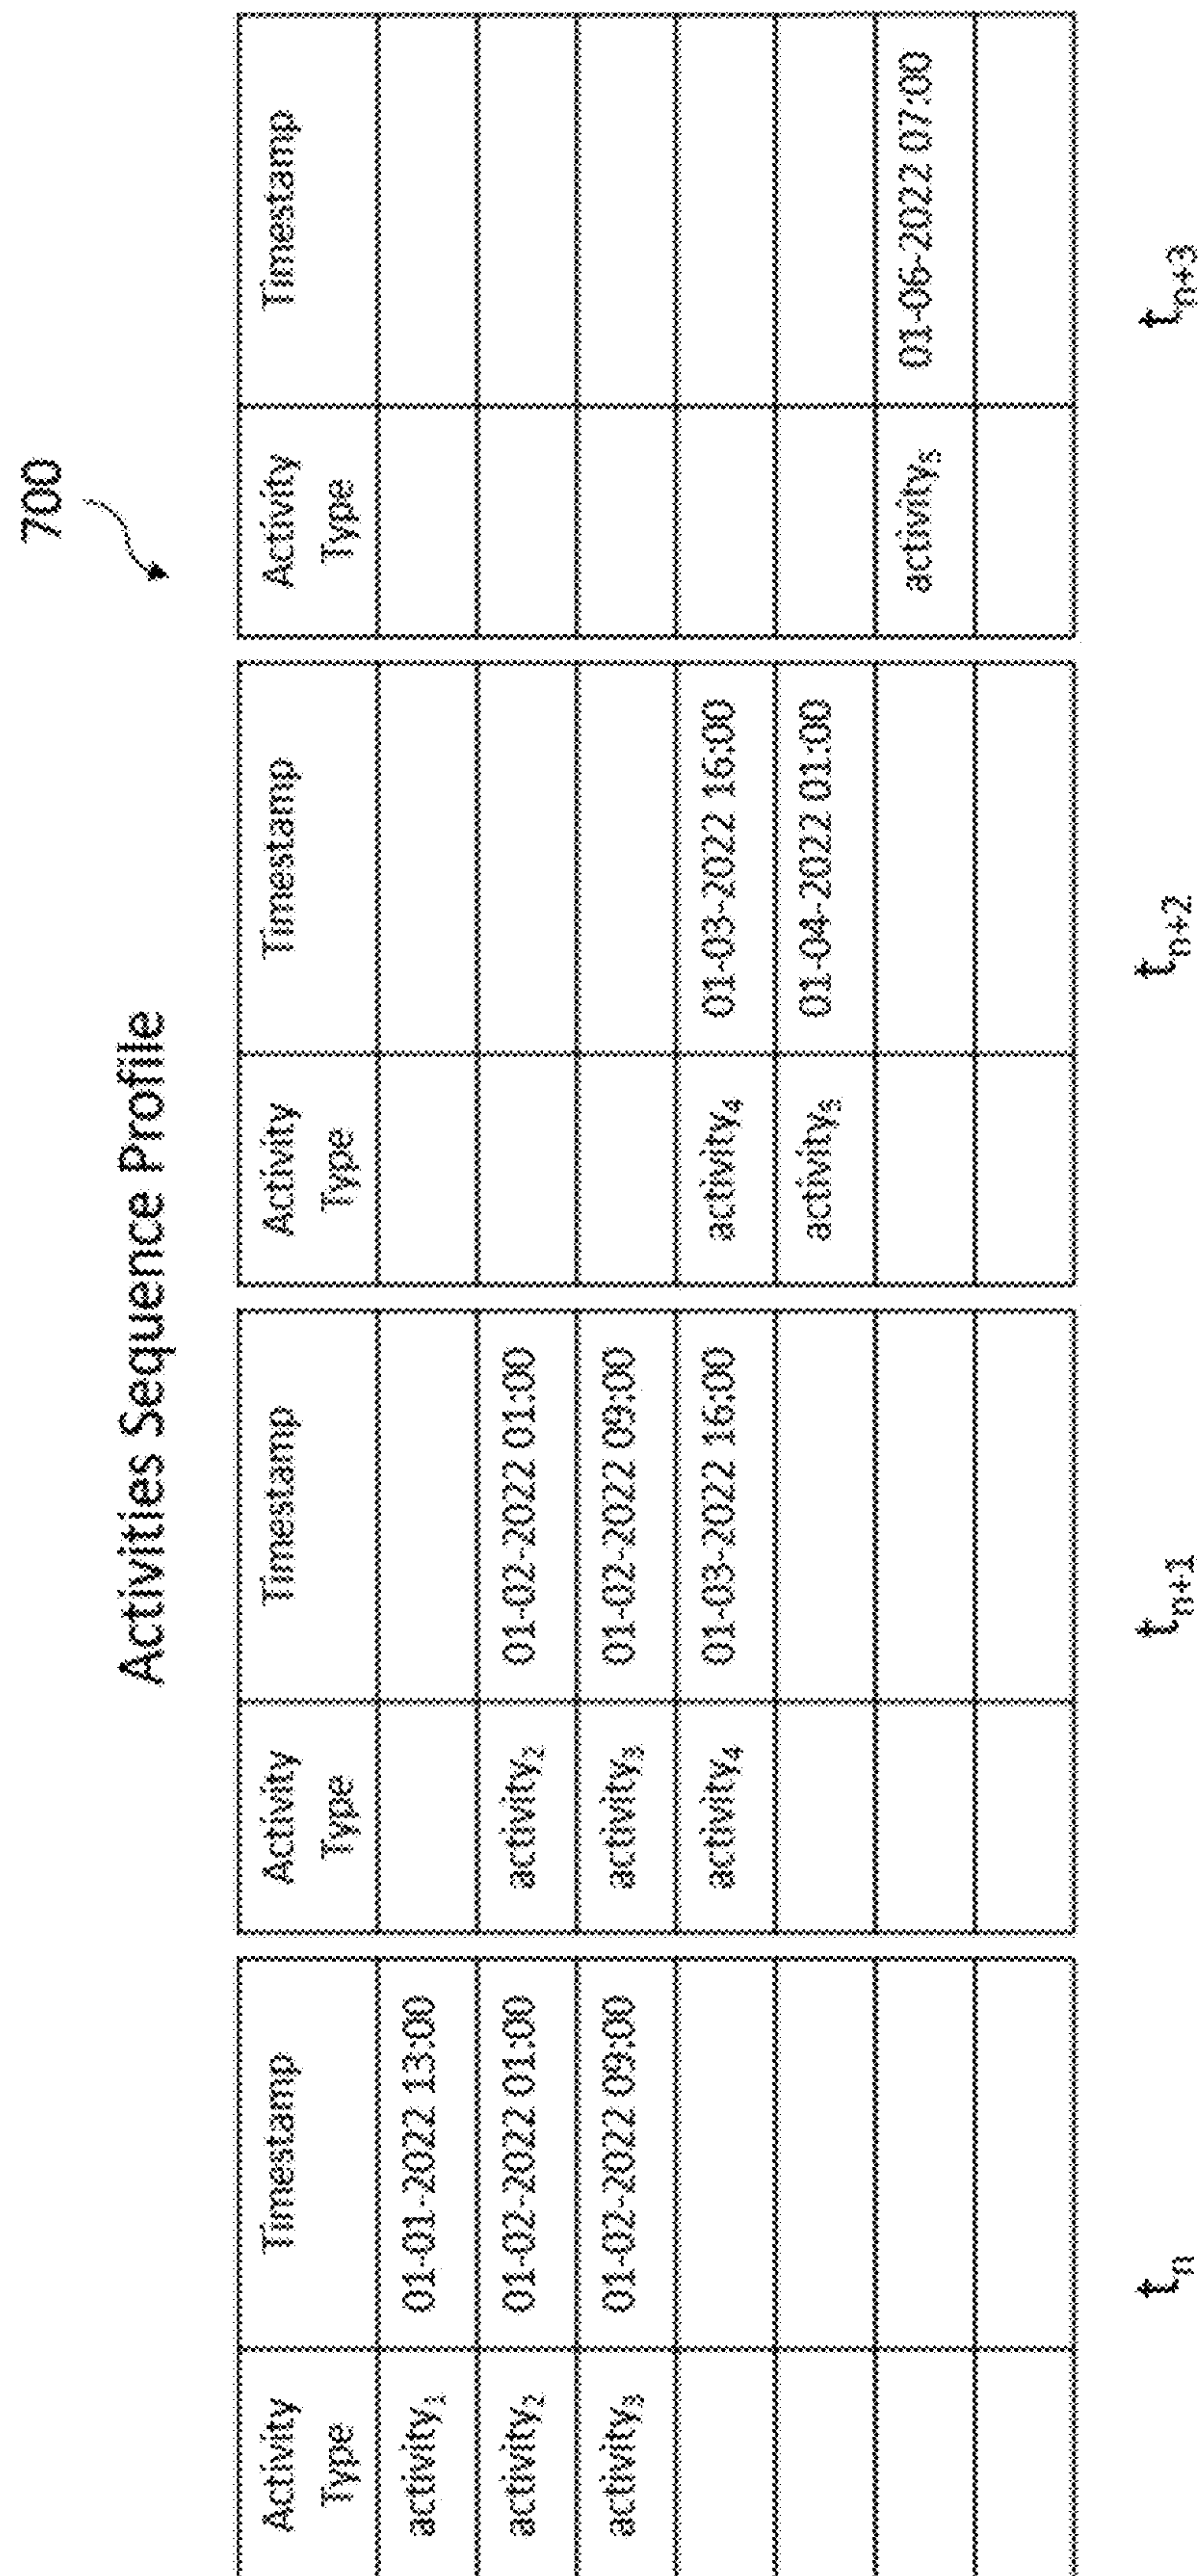 700
Activities Sequence Profile
Activity Type	Timestamp
activity₁	01-01-2022 13:00
activity₂	01-02-2022 01:00
activity₃	01-02-2022 09:00
tₙ
Activity Type	Timestamp
activity₂	01-02-2022 01:00
activity₃	01-02-2022 09:00
activity₄	01-03-2022 16:00
tₙ₊₁
Activity Type	Timestamp
activity₄	01-03-2022 16:00
activity₃	01-04-2022 01:00
tₙ₊₂
Activity Type	Timestamp
activity₅	01-06-2022 07:00
tₙ₊₃